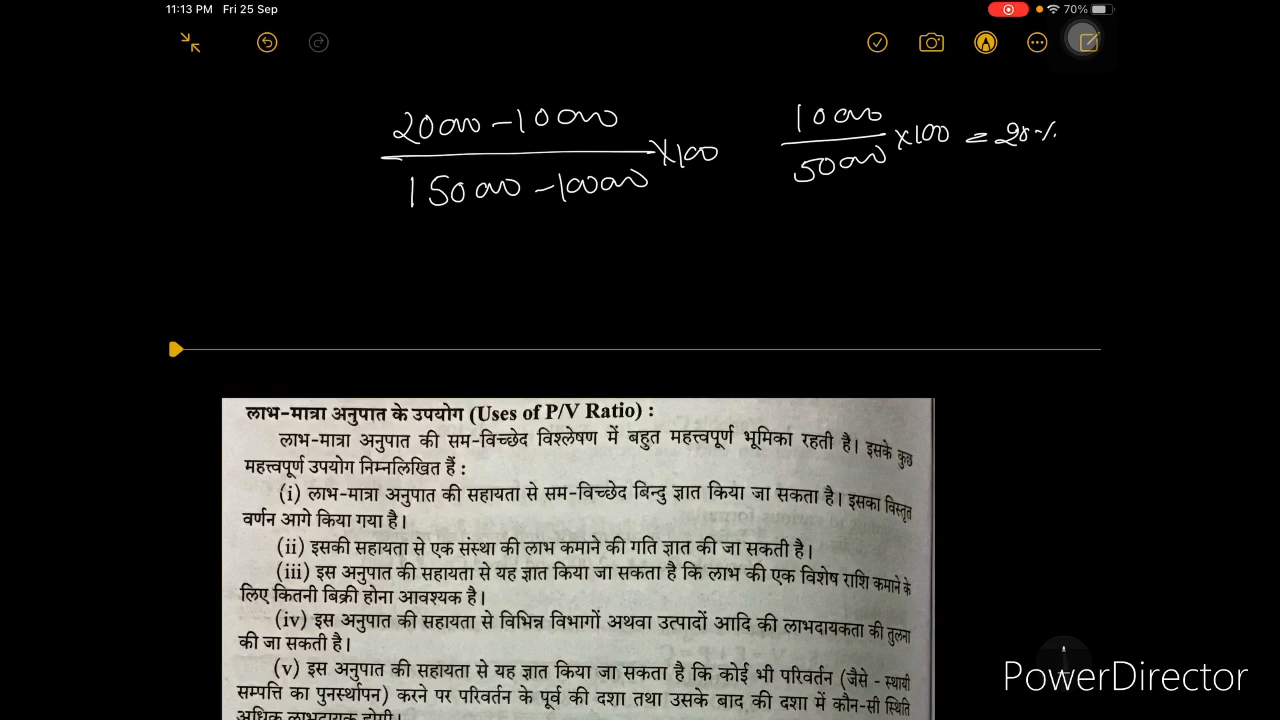 11:13 PM Fri 25 Sep
70%
20000 - 10000
15000 - 10000 ×100
10000
50000 ×100 = 20%
लाभ-मात्रा अनुपात के उपयोग (Uses of P/V Ratio) :
लाभ-मात्रा अनुपात की सम-विच्छेद विश्लेषण में बहुत महत्त्वपूर्ण भूमिका रहती है। इसके कुछ
महत्त्वपूर्ण उपयोग निम्नलिखित हैं :
(i) लाभ-मात्रा अनुपात की सहायता से सम-विच्छेद बिन्दु ज्ञात किया जा सकता है। इसका विस्तृत
वर्णन आगे किया गया है।
(ii) इसकी सहायता से एक संस्था की लाभ कमाने की गति ज्ञात की जा सकती है।
(iii) इस अनुपात की सहायता से यह ज्ञात किया जा सकता है कि लाभ की एक विशेष राशि कमाने के
लिए कितनी बिक्री होना आवश्यक है।
(iv) इस अनुपात की सहायता से विभिन्न विभागों अथवा उत्पादों आदि की लाभदायकता की तुलना
की जा सकती है।
(v) इस अनुपात की सहायता से यह ज्ञात किया जा सकता है कि कोई भी परिवर्तन (जैसे - स्थायी
सम्पत्ति का पुनर्स्थापन) करने पर परिवर्तन के पूर्व की दशा तथा उसके बाद की दशा में कौन-सी स्थिति
अधिक लाभदायक होगी।
PowerDirector